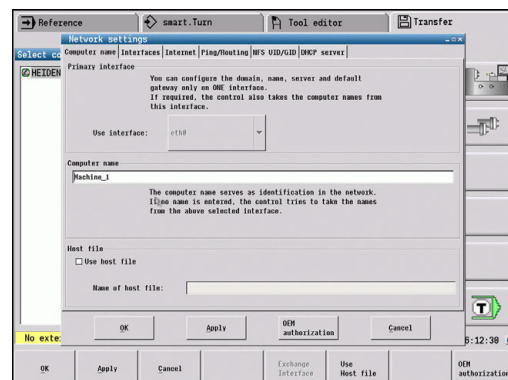 Reference
smart.Turn
Tool editor
Transfer
Network settings
Computer name
Interfaces
Internet
Ping/Routing
NFS UID/GID
DHCP server
Select co
HEIDEN
Primary interface
You can configure the domain, name, server and default
gateway only on ONE interface.
If required, the control also takes the computer names from
this interface.
Use interface:
eth0
Computer name
Machine_1
The computer name serves as identification in the network.
If no name is entered, the control tries to take the names
from the above selected interface.
Host file
Use host file
Name of host file:
OK
Apply
OEM
authorization
Cancel
No exte
6:12:30
OK
Apply
Cancel
Exchange
Interface
Use
Host file
OEM
authorization
T